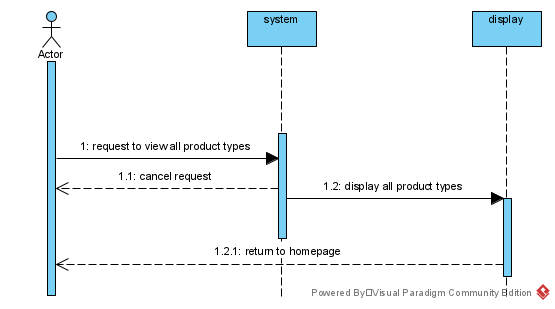 system
display
Actor
1: request to view all product types
1.1: cancel request
1.2: display all product types
1.2.1: return to homepage
Powered By□Visual Paradigm Community Edition